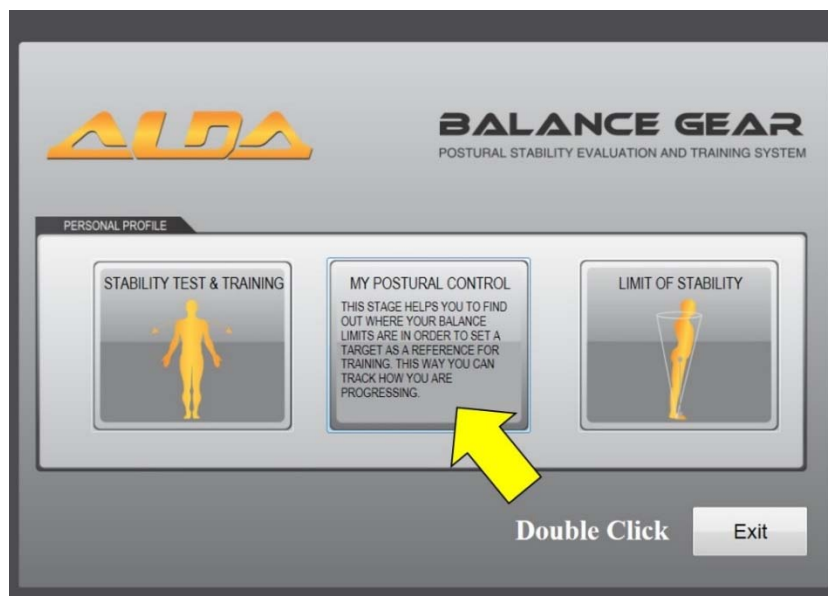 ALDA
BALANCE GEAR
POSTURAL STABILITY EVALUATION AND TRAINING SYSTEM
PERSONAL PROFILE
STABILITY TEST & TRAINING
MY POSTURAL CONTROL
THIS STAGE HELPS YOU TO FIND
OUT WHERE YOUR BALANCE
LIMITS ARE IN ORDER TO SET A
TARGET AS A REFERENCE FOR
TRAINING. THIS WAY YOU CAN
TRACK HOW YOU ARE
PROGRESSING.
LIMIT OF STABILITY
Double Click
Exit